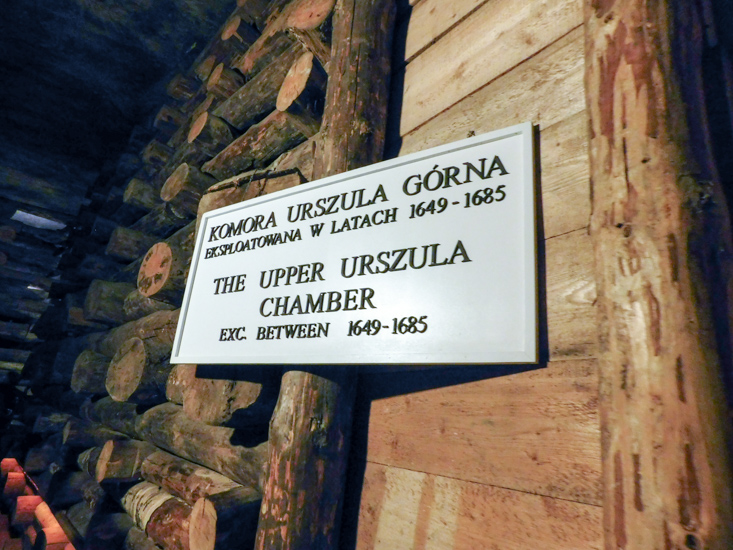 KOMORA URSZULA GÓRNA
EKSPLOATOWANA W LATACH 1649-1685
THE UPPER URSZULA
CHAMBER
EXC. BETWEEN 1649-1685